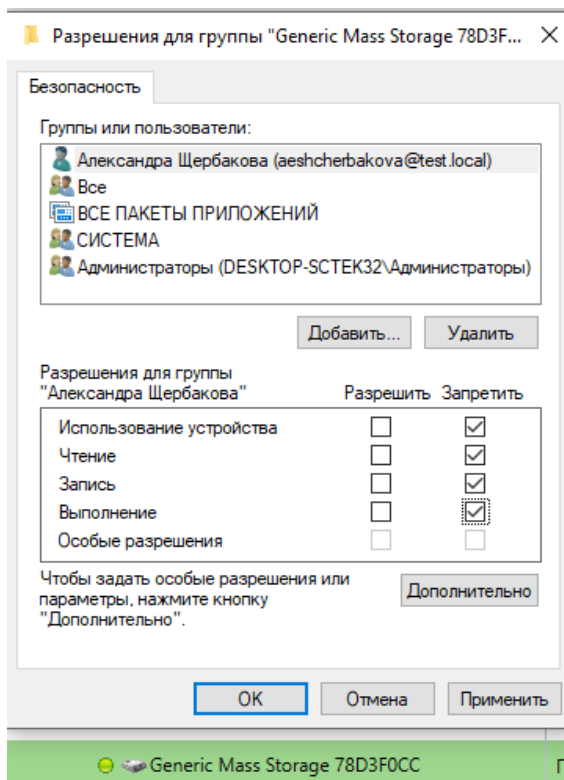 Разрешения для группы "Generic Mass Storage 78D3F...
Безопасность
Группы или пользователи:
Александра Щербакова (aeshcherbakova@test.local)
Все
ВСЕ ПАКЕТЫ ПРИЛОЖЕНИЙ
СИСТЕМА
Администраторы (DESKTOP-SCTEK32\Администраторы)
Добавить... Удалить
Разрешения для группы
"Александра Щербакова" Разрешить Запретить
Использование устройства
Чтение
Запись
Выполнение
Особые разрешения
Чтобы задать особые разрешения или
параметры, нажмите кнопку Дополнительно
"Дополнительно".
OK Отмена Применить
Generic Mass Storage 78D3F0CC